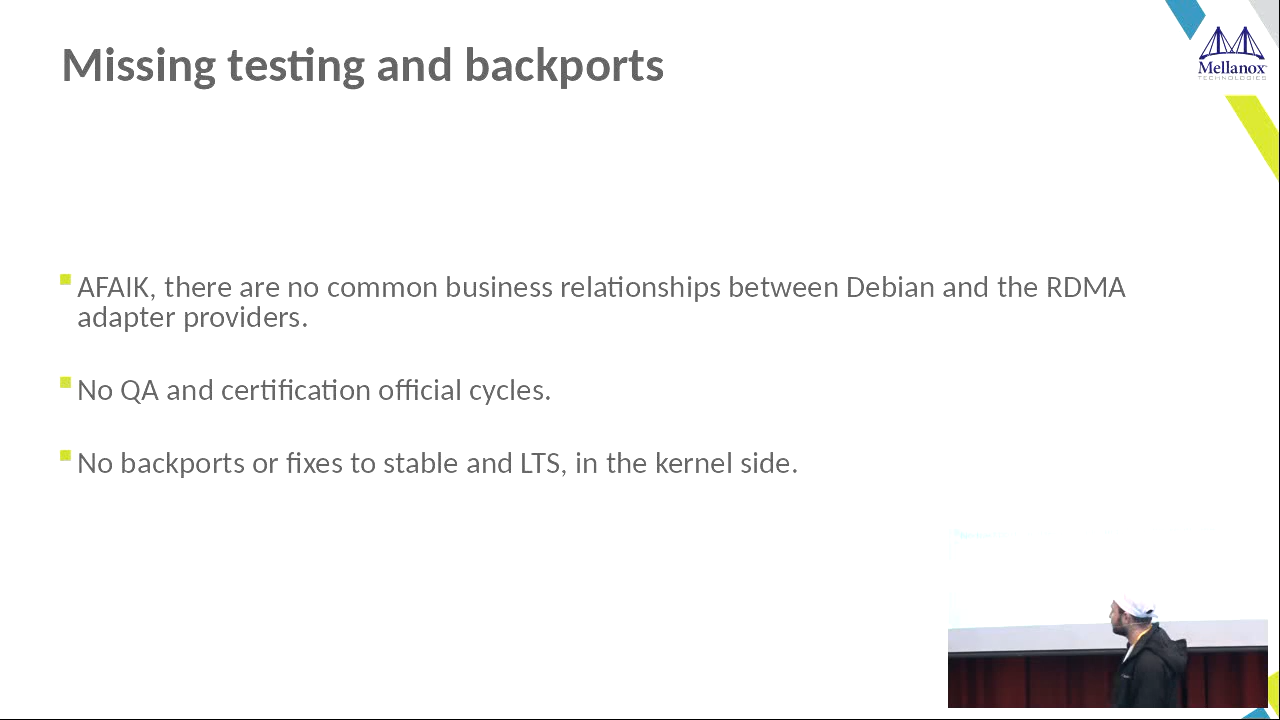 Missing testing and backports
Mellanox
TECHNOLOGIES
AFAIK, there are no common business relationships between Debian and the RDMA
adapter providers.
No QA and certification official cycles.
No backports or fixes to stable and LTS, in the kernel side.